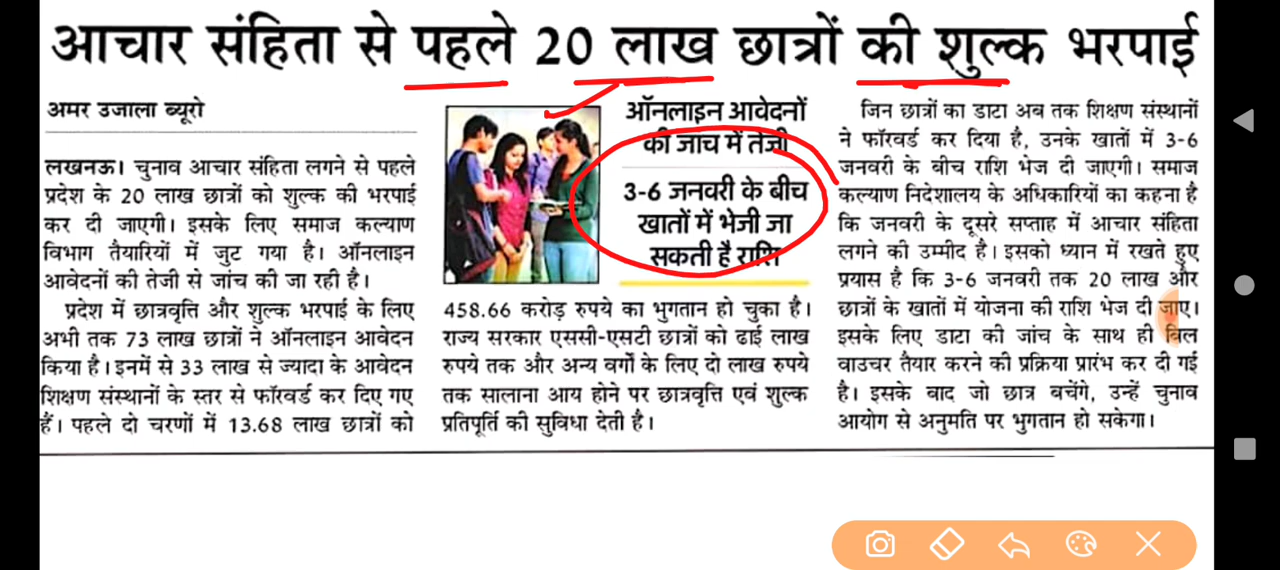 आचार संहिता से पहले 20 लाख छात्रों की शुल्क भरपाई
अमर उजाला ब्यूरो
लखनऊ। चुनाव आचार संहिता लगने से पहले
प्रदेश के 20 लाख छात्रों को शुल्क की भरपाई
कर दी जाएगी। इसके लिए समाज कल्याण
विभाग तैयारियों में जुट गया है। ऑनलाइन
आवेदनों की तेजी से जांच की जा रही है।
प्रदेश में छात्रवृत्ति और शुल्क भरपाई के लिए
अभी तक 73 लाख छात्रों ने ऑनलाइन आवेदन
किया है। इनमें से 33 लाख से ज्यादा के आवेदन
शिक्षण संस्थानों के स्तर से फॉरवर्ड कर दिए गए
हैं। पहले दो चरणों में 13.68 लाख छात्रों को
ऑनलाइन आवेदनों
की जांच में तेजी
3-6 जनवरी के बीच
खातों में भेजी जा
सकती है राशि
458.66 करोड़ रुपये का भुगतान हो चुका है।
राज्य सरकार एससी-एसटी छात्रों को ढाई लाख
रुपये तक और अन्य वर्गों के लिए दो लाख रुपये
तक सालाना आय होने पर छात्रवृत्ति एवं शुल्क
प्रतिपूर्ति की सुविधा देती है।
जिन छात्रों का डाटा अब तक शिक्षण संस्थानों
ने फॉरवर्ड कर दिया है, उनके खातों में 3-6
जनवरी के बीच राशि भेज दी जाएगी। समाज
कल्याण निदेशालय के अधिकारियों का कहना है
कि जनवरी के दूसरे सप्ताह में आचार संहिता
लगने की उम्मीद है। इसको ध्यान में रखते हुए
प्रयास है कि 3-6 जनवरी तक 20 लाख और
छात्रों के खातों में योजना की राशि भेज दी जाए।
इसके लिए डाटा की जांच के साथ ही बिल
वाउचर तैयार करने की प्रक्रिया प्रारंभ कर दी गई
है। इसके बाद जो छात्र बचेंगे, उन्हें चुनाव
आयोग से अनुमति पर भुगतान हो सकेगा।